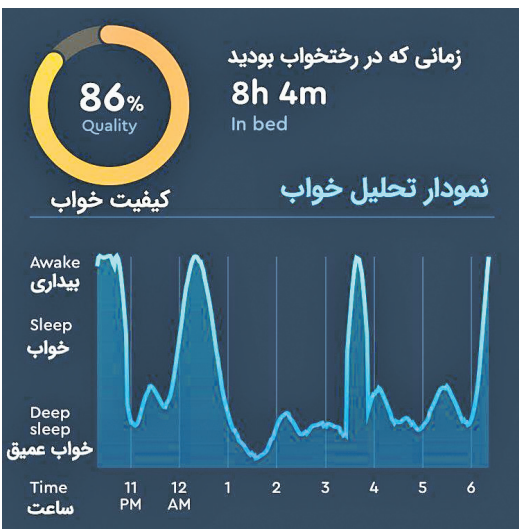 زمانی که در رختخواب بودید
86%
8h 4m
Quality
In bed
کیفیت خواب
نمودار تحلیل خواب
Awake
بیداری
Sleep
خواب
Deep
sleep
خواب عمیق
Time 11 12 1 2 3 4 5 6
PM AM
ساعت